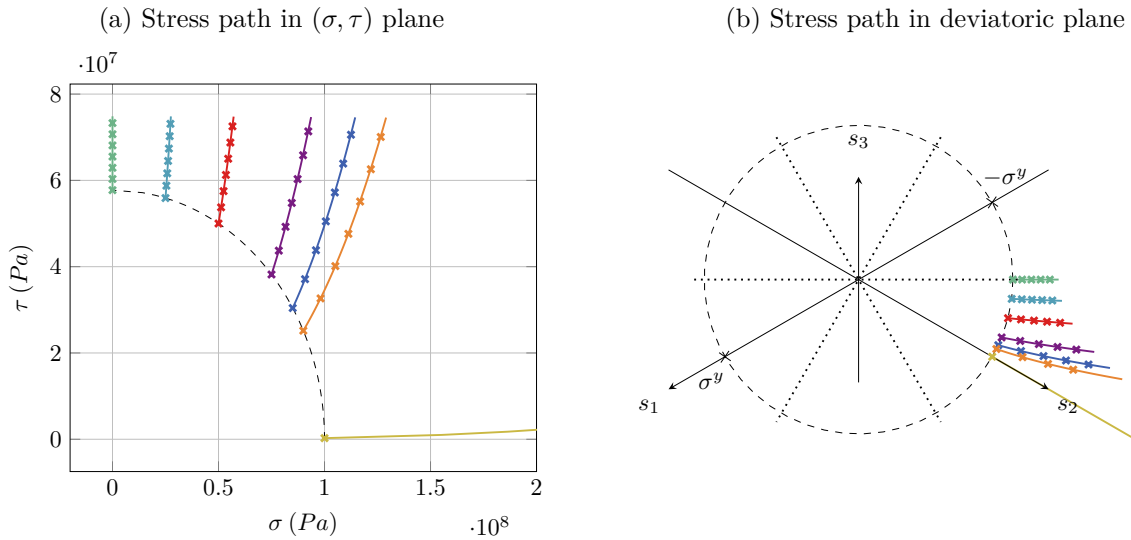 (a) Stress path in (σ, τ) plane
(b) Stress path in deviatoric plane
·10⁷
8
6
4
2
0
τ (Pa)
0
0.5
1
1.5
2
σ (Pa)
·10⁸
s₃
−σʸ
σʸ
s₁
s₂